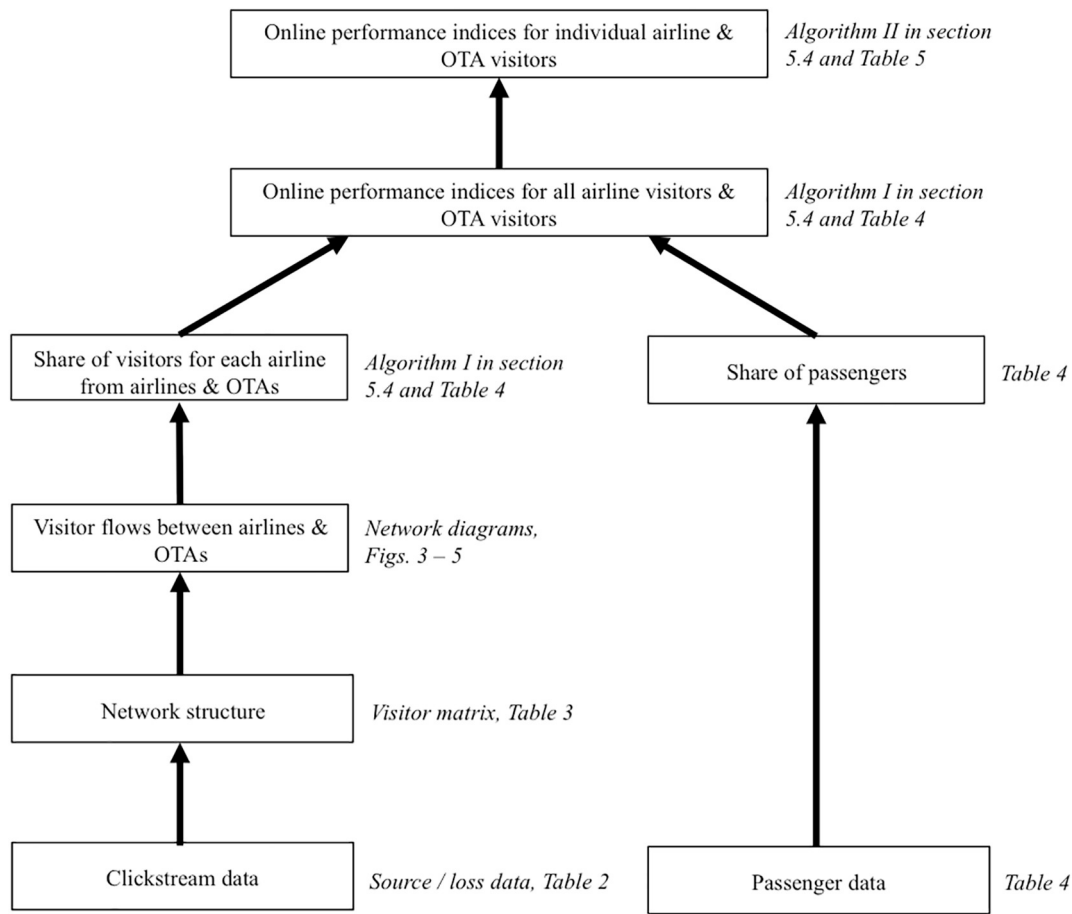 Online performance indices for individual airline &
OTA visitors
Algorithm II in section
5.4 and Table 5
Online performance indices for all airline visitors &
OTA visitors
Algorithm I in section
5.4 and Table 4
Share of visitors for each airline
from airlines & OTAs
Algorithm I in section
5.4 and Table 4
Share of passengers
Table 4
Visitor flows between airlines &
OTAs
Network diagrams,
Figs. 3 – 5
Network structure
Visitor matrix, Table 3
Clickstream data
Source / loss data, Table 2
Passenger data
Table 4